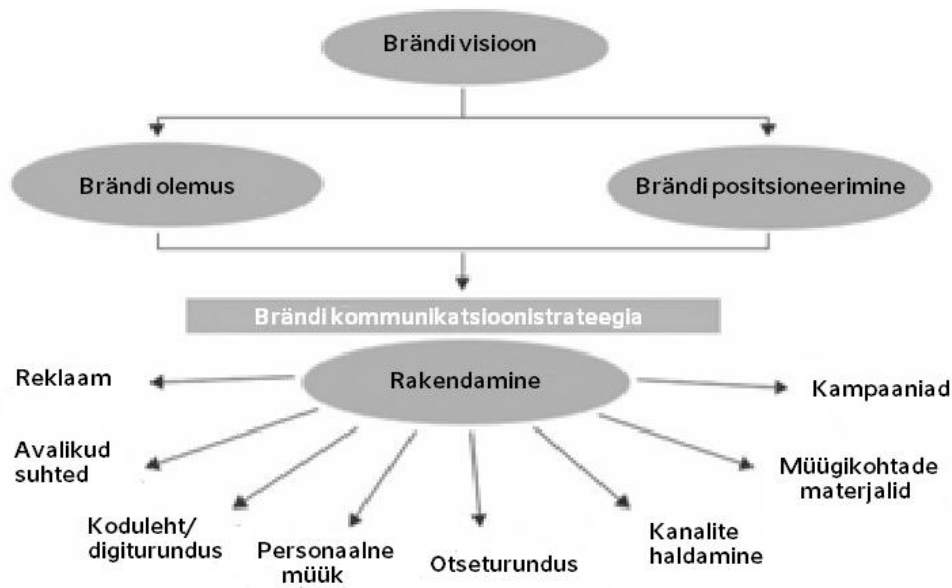 Brändi visioon
Brändi olemus
Brändi positsioneerimine
Brändi kommunikatsioonistrateegia
Rakendamine
Reklaam
Kampaaniad
Avalikud
suhted
Müügikohtade
materjalid
Koduleht/
digiturundus
Personaalne
müük
Otseturundus
Kanalite
haldamine